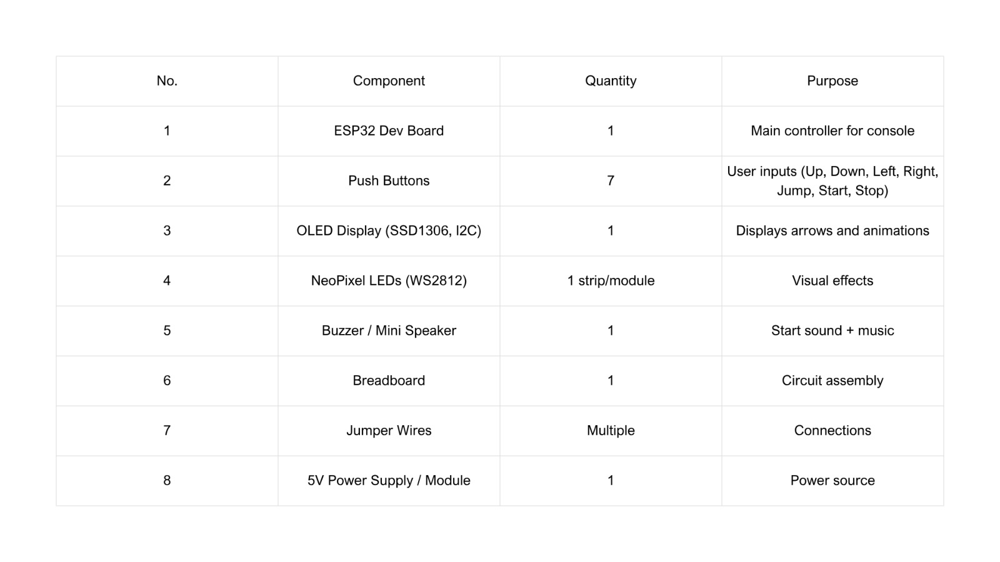 No. Component Quantity Purpose
1 ESP32 Dev Board 1 Main controller for console
2 Push Buttons 7 User inputs (Up, Down, Left, Right,
Jump, Start, Stop)
3 OLED Display (SSD1306, I2C) 1 Displays arrows and animations
4 NeoPixel LEDs (WS2812) 1 strip/module Visual effects
5 Buzzer / Mini Speaker 1 Start sound + music
6 Breadboard 1 Circuit assembly
7 Jumper Wires Multiple Connections
8 5V Power Supply / Module 1 Power source